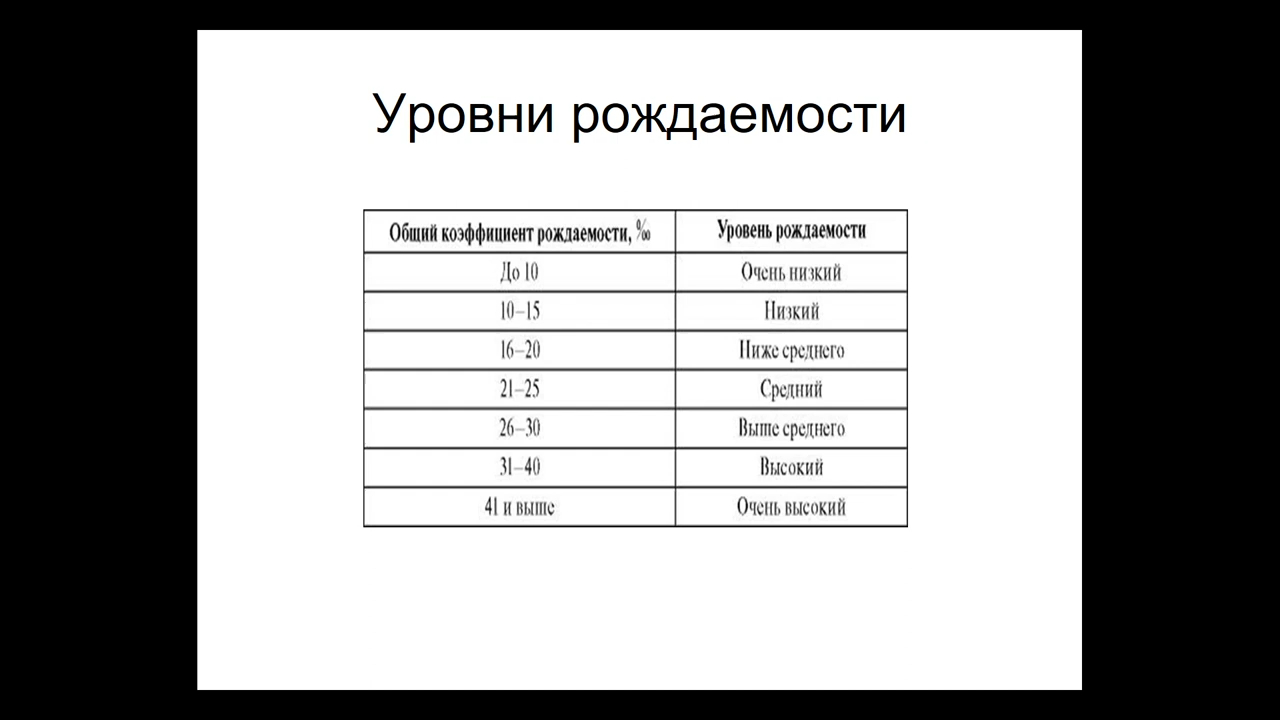 Уровни рождаемости
Общий коэффициент рождаемости, ‰ Уровень рождаемости
До 10 Очень низкий
10–15 Низкий
16–20 Ниже среднего
21–25 Средний
26–30 Выше среднего
31–40 Высокий
41 и выше Очень высокий